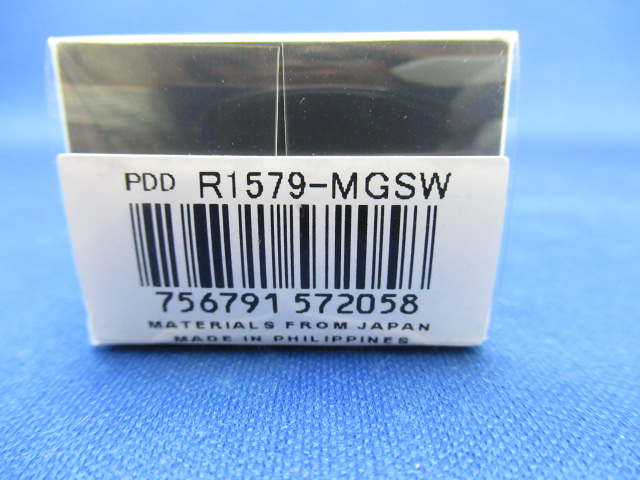 PDD R1579-MGSW
756791 572058
MATERIALS FROM JAPAN
MADE IN PHILIPPINES